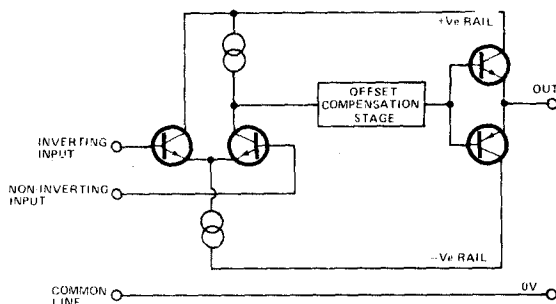 +Ve RAIL
OFFSET
COMPENSATION
STAGE
OUT
INVERTING
INPUT
NON-INVERTING
INPUT
-Ve RAIL
COMMON
LINE
0V